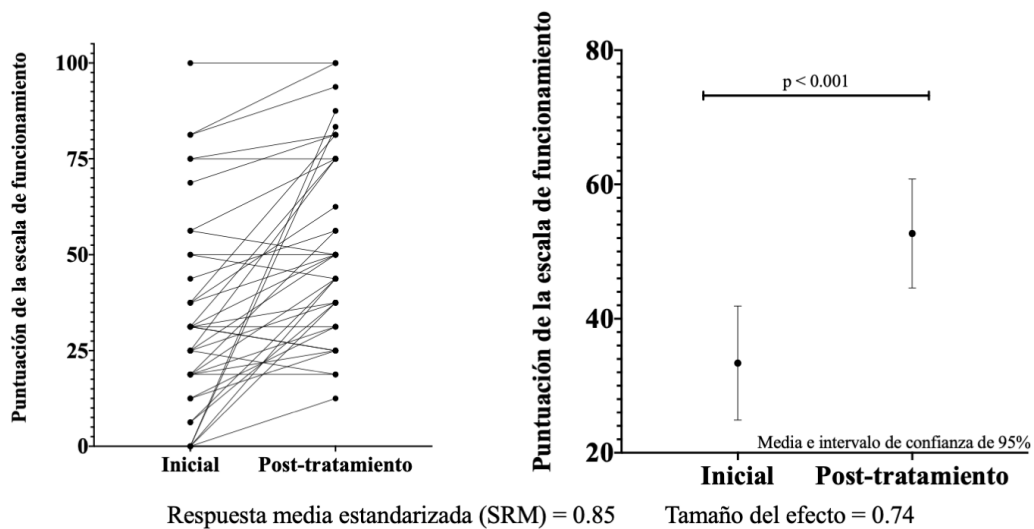 Puntuación de la escala de funcionamiento
100
75
50
25
0
Inicial Post-tratamiento
Puntuación de la escala de funcionamiento
80
60
40
20
p < 0.001
Media e intervalo de confianza de 95%
Inicial Post-tratamiento
Respuesta media estandarizada (SRM) = 0.85 Tamaño del efecto = 0.74